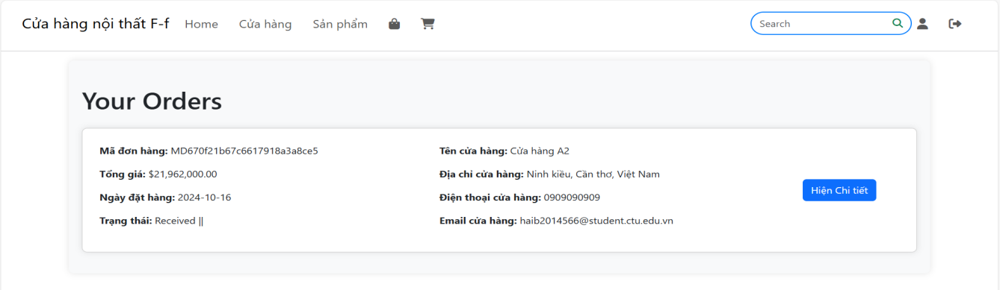 Cửa hàng nội thất F-f Home Cửa hàng Sản phẩm Search
Your Orders
Mã đơn hàng: MD670f21b67c6617918a3a8ce5
Tổng giá: $21,962,000.00
Ngày đặt hàng: 2024-10-16
Trạng thái: Received ||
Tên cửa hàng: Cửa hàng A2
Địa chỉ cửa hàng: Ninh kiều, Cần thơ, Việt Nam
Điện thoại cửa hàng: 0909090909
Email cửa hàng: haib2014566@student.ctu.edu.vn
Hiện Chi tiết